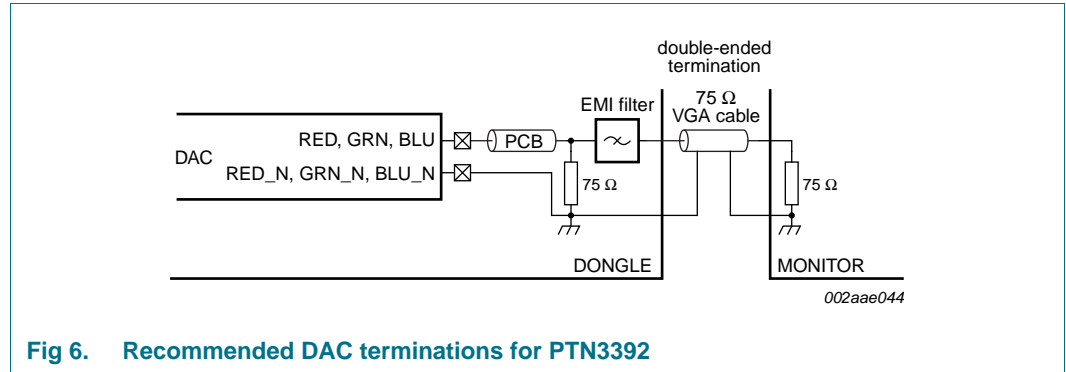 double-ended
termination
EMI filter
75 Ω
VGA cable
RED, GRN, BLU
PCB
DAC
RED_N, GRN_N, BLU_N
75 Ω
75 Ω
DONGLE
MONITOR
002aae044
Fig 6. Recommended DAC terminations for PTN3392